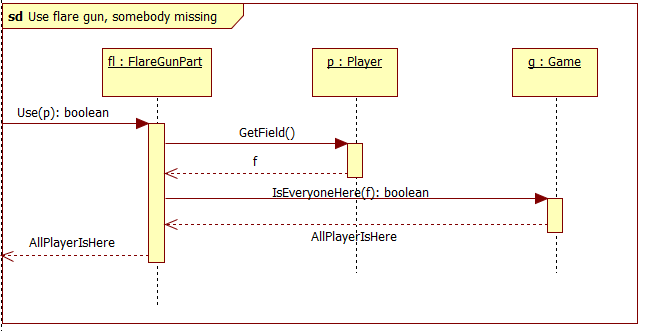 sd Use flare gun, somebody missing
fl : FlareGunPart
p : Player
g : Game
Use(p): boolean
GetField()
f
IsEveryoneHere(f): boolean
AllPlayerIsHere
AllPlayerIsHere